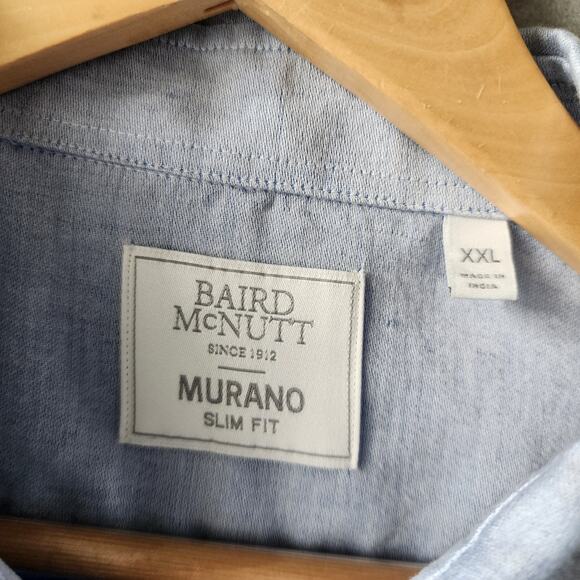 BAIRD
McNUTT
SINCE 1912
MURANO
SLIM FIT
XXL
MADE IN
INDIA